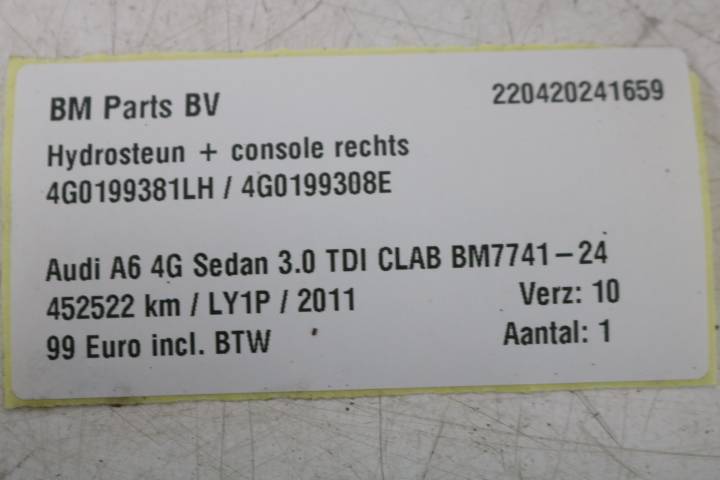 BM Parts BV 220420241659
Hydrosteun + console rechts
4G0199381LH / 4G0199308E
Audi A6 4G Sedan 3.0 TDI CLAB BM7741-24
452522 km / LY1P / 2011 Verz: 10
99 Euro incl. BTW Aantal: 1